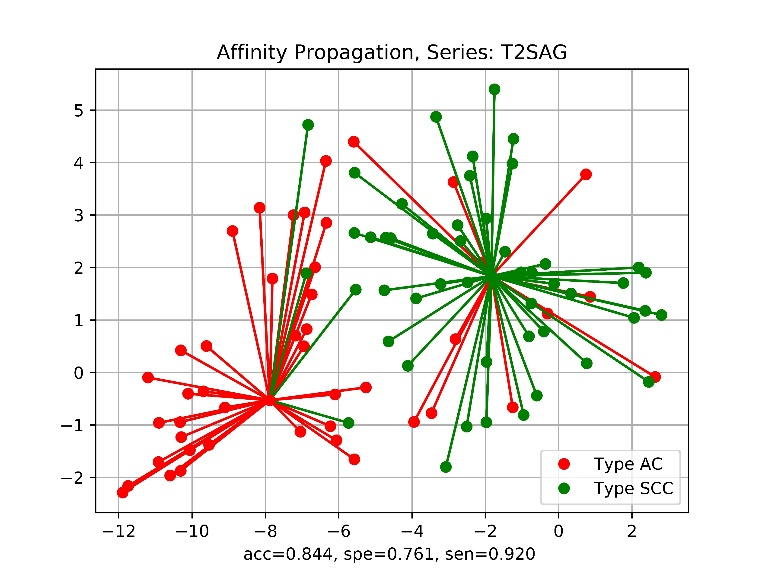 Affinity Propagation, Series: T2SAG
5
4
3
2
1
0
−1
−2
−12 −10 −8 −6 −4 −2 0 2
Type AC
Type SCC
acc=0.844, spe=0.761, sen=0.920